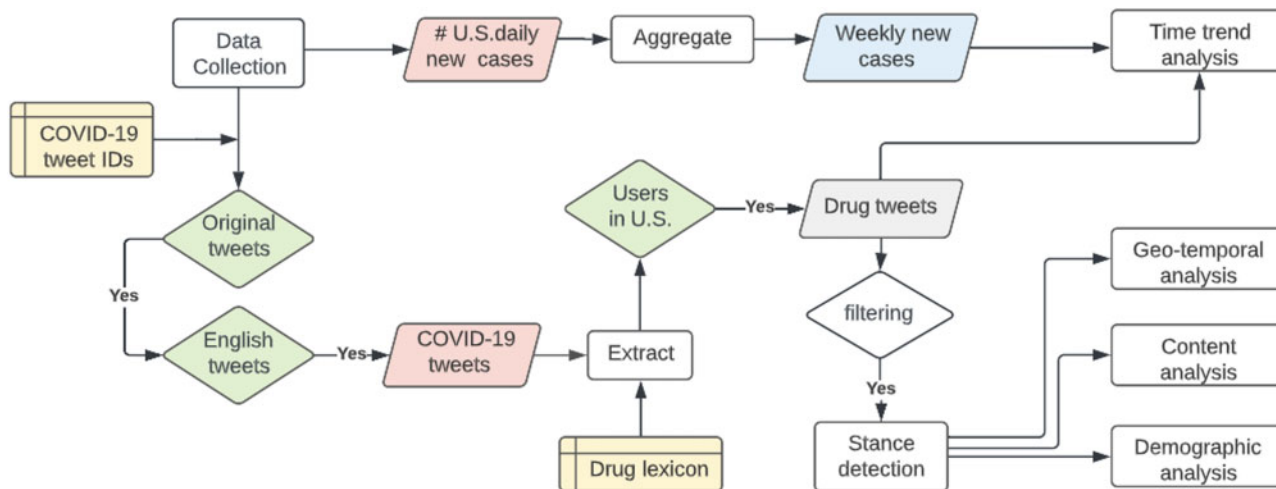 Data
Collection
# U.S.daily
new cases
Aggregate
Weekly new
cases
Time trend
analysis
COVID-19
tweet IDs
Original
tweets
Yes
English
tweets
Yes
COVID-19
tweets
Extract
Drug lexicon
Users
in U.S.
Yes
Drug tweets
filtering
Yes
Stance
detection
Geo-temporal
analysis
Content
analysis
Demographic
analysis